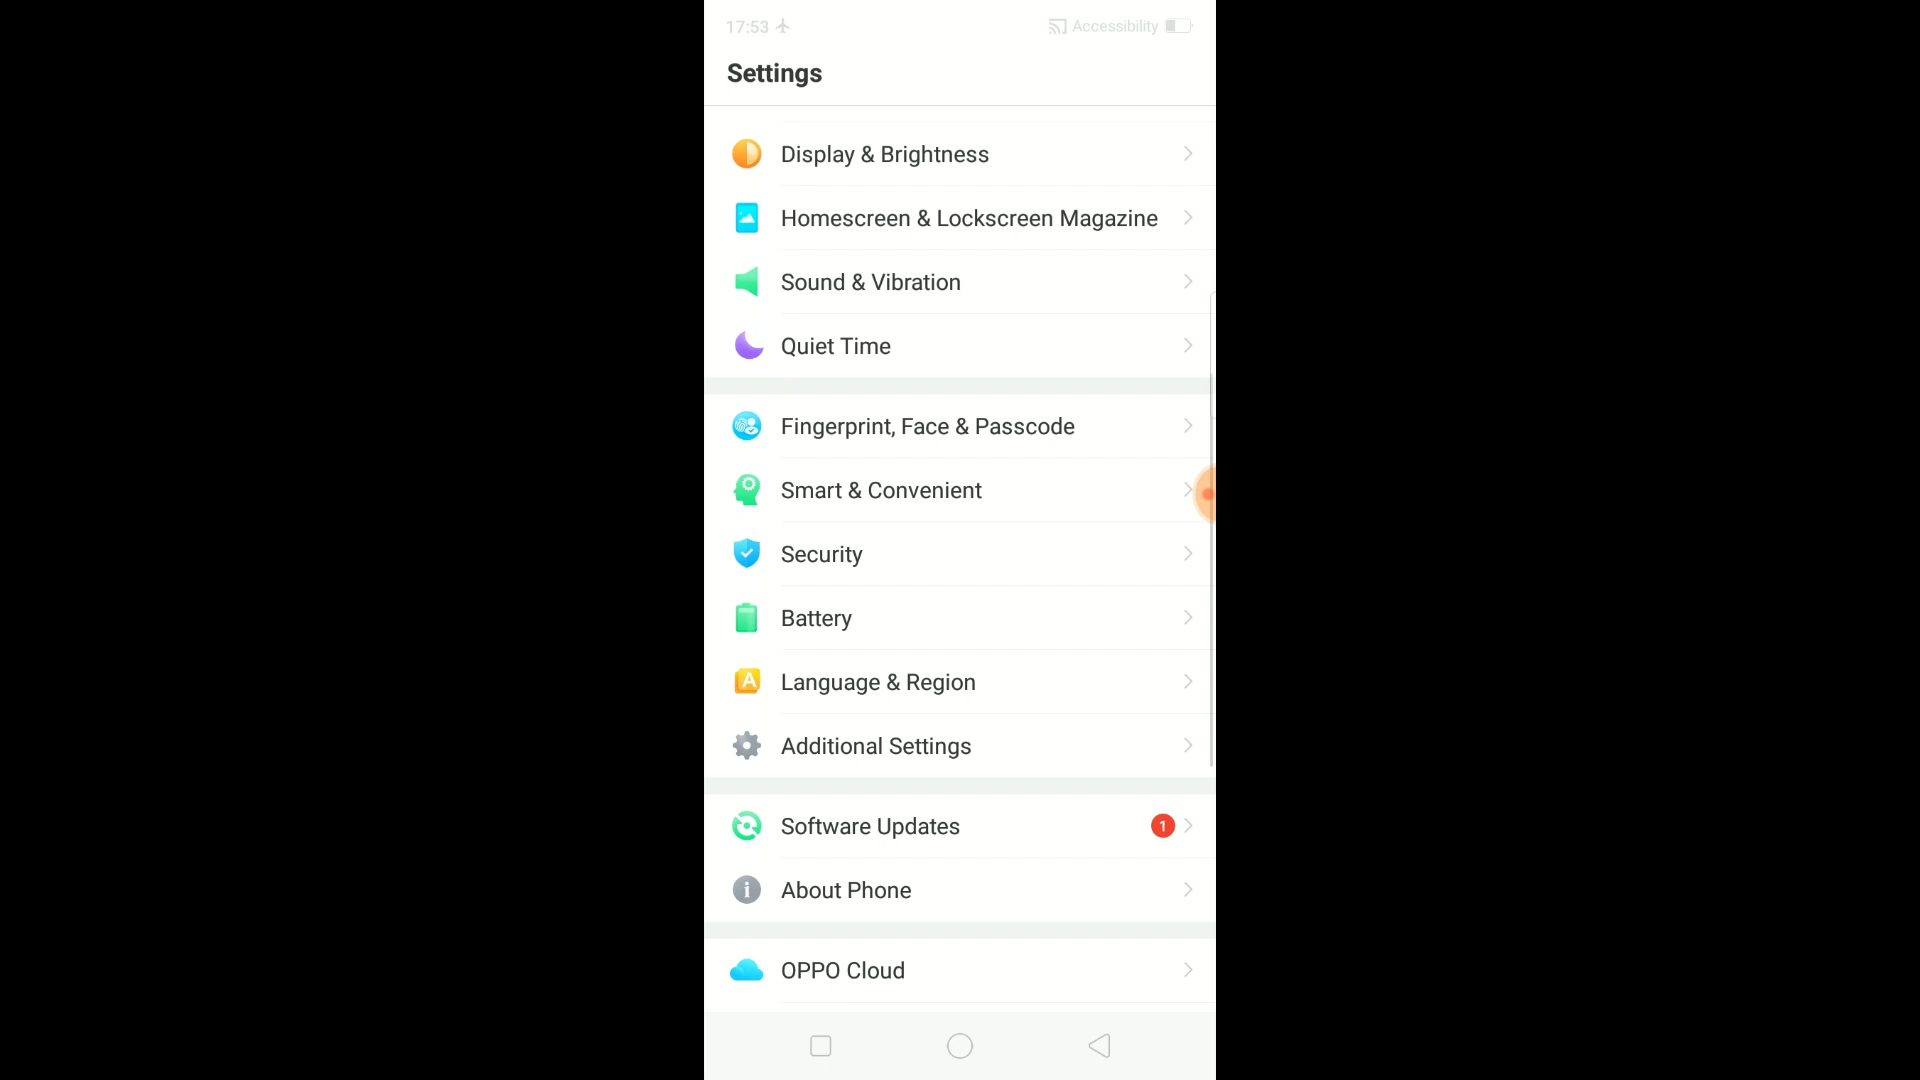 17:53 Accessibility
Settings
Display & Brightness
Homescreen & Lockscreen Magazine
Sound & Vibration
Quiet Time
Fingerprint, Face & Passcode
Smart & Convenient
Security
Battery
A Language & Region
Additional Settings
Software Updates 1
i About Phone
OPPO Cloud